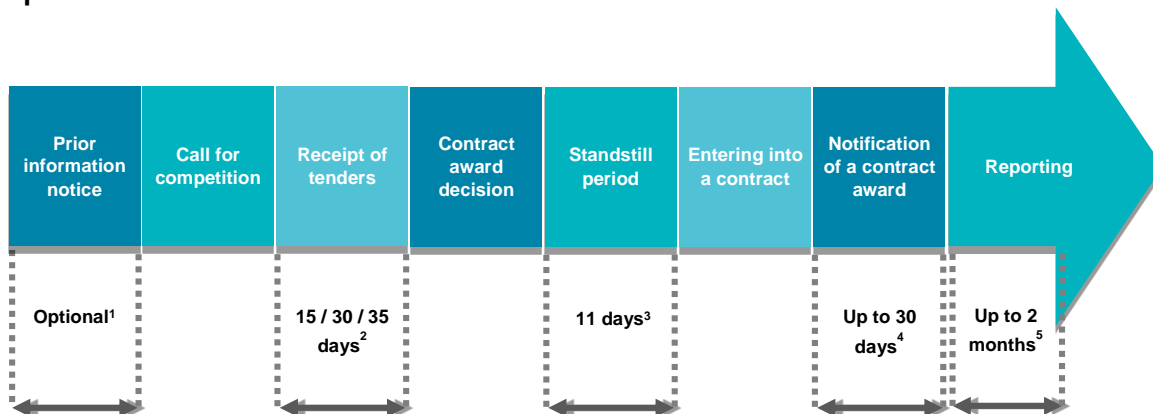 Prior
information
notice
Call for
competition
Receipt of
tenders
Contract
award
decision
Standstill
period
Entering into
a contract
Notification
of a contract
award
Reporting
Optional¹
15 / 30 / 35
days²
11 days³
Up to 30
days⁴
Up to 2
months⁵